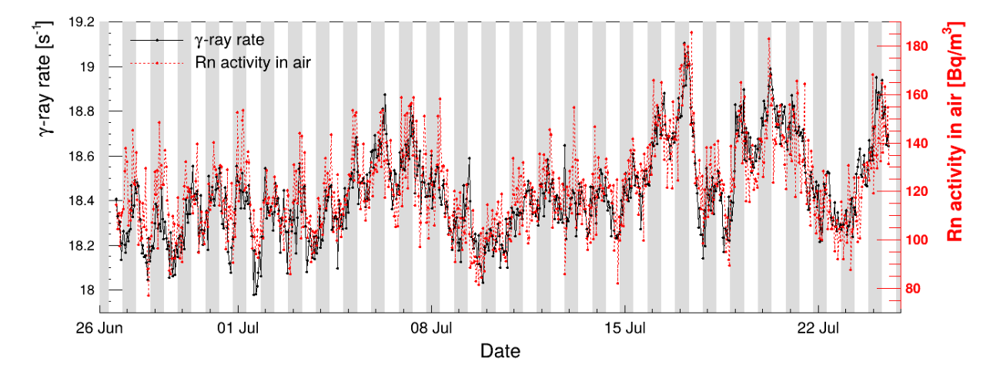 γ-ray rate [s⁻¹]
19.2
19
18.8
18.6
18.4
18.2
18
γ-ray rate
Rn activity in air
180
160
140
120
100
80
Rn activity in air [Bq/m³]
26 Jun
01 Jul
08 Jul
15 Jul
22 Jul
Date